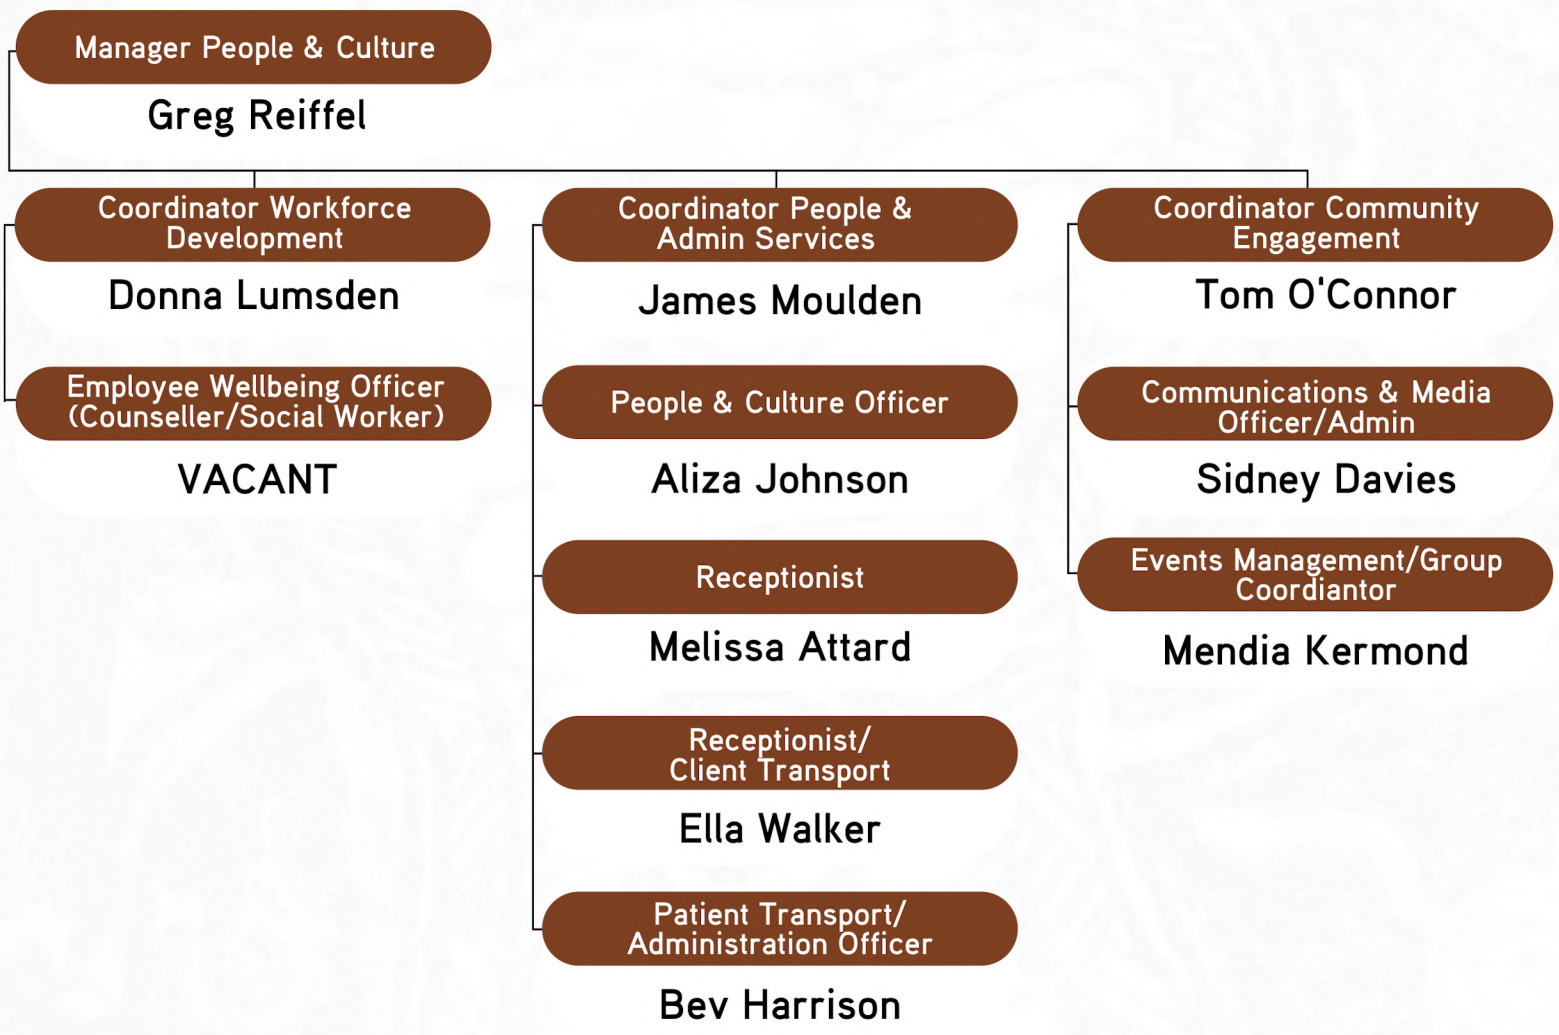 Manager People & Culture
Greg Reiffel
Coordinator Workforce
Development
Donna Lumsden
Employee Wellbeing Officer
(Counseller/Social Worker)
VACANT
Coordinator People &
Admin Services
James Moulden
People & Culture Officer
Aliza Johnson
Receptionist
Melissa Attard
Receptionist/
Client Transport
Ella Walker
Patient Transport/
Administration Officer
Bev Harrison
Coordinator Community
Engagement
Tom O'Connor
Communications & Media
Officer/Admin
Sidney Davies
Events Management/Group
Coordiantor
Mendia Kermond